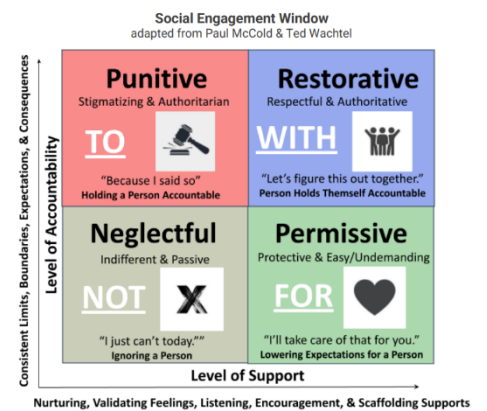 Social Engagement Window
adapted from Paul McCold & Ted Wachtel
Consistent Limits, Boundaries, Expectations, & Consequences
Level of Accountability
Punitive
Stigmatizing & Authoritarian
TO
“Because I said so”
Holding a Person Accountable
Restorative
Respectful & Authoritative
WITH
“Let’s figure this out together.”
Person Holds Themself Accountable
Neglectful
Indifferent & Passive
NOT
X
“I just can’t today.””
Ignoring a Person
Permissive
Protective & Easy/Undemanding
FOR
“I’ll take care of that for you.”
Lowering Expectations for a Person
Level of Support
Nurturing, Validating Feelings, Listening, Encouragement, & Scaffolding Supports